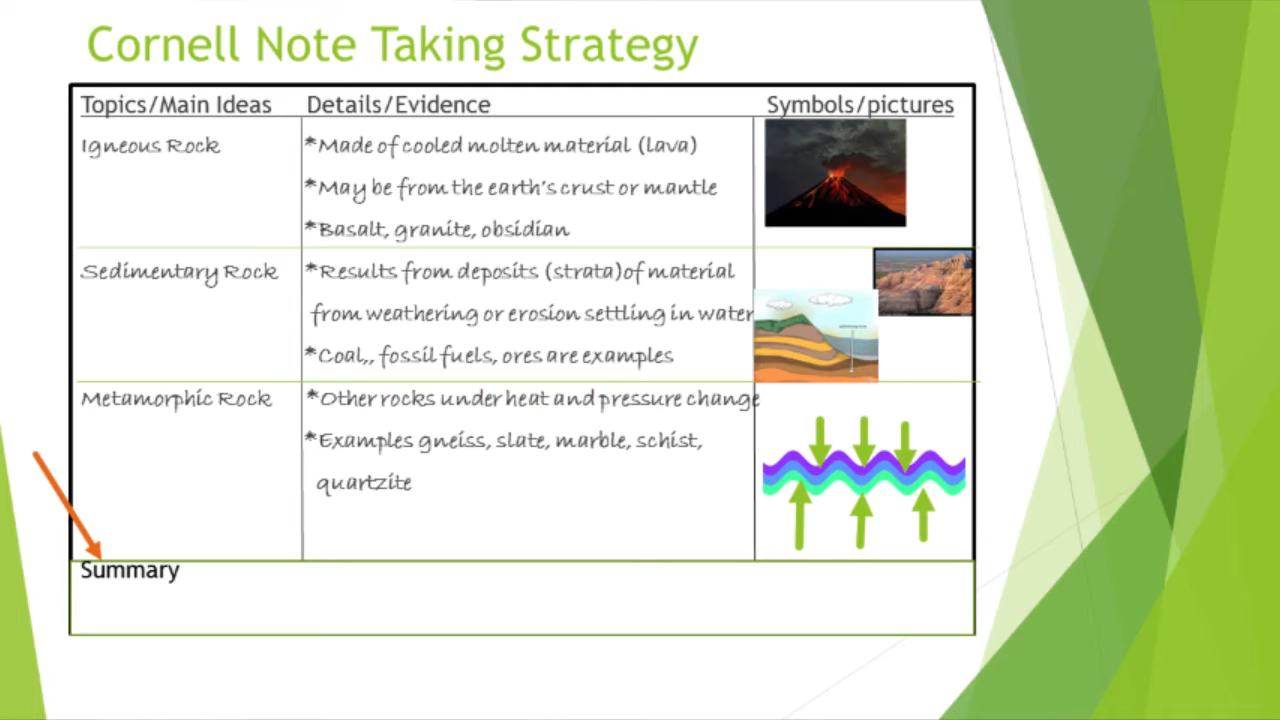 Cornell Note Taking Strategy
Topics/Main Ideas Details/Evidence Symbols/pictures
Igneous Rock *Made of cooled molten material (lava)
*May be from the earth's crust or mantle
*Basalt, granite, obsidian
Sedimentary Rock *Results from deposits (strata)of material
from weathering or erosion settling in water
*Coal,, fossil fuels, ores are examples
Metamorphic Rock *Other rocks under heat and pressure change
*Examples gneiss, slate, marble, schist,
quartzite
Summary